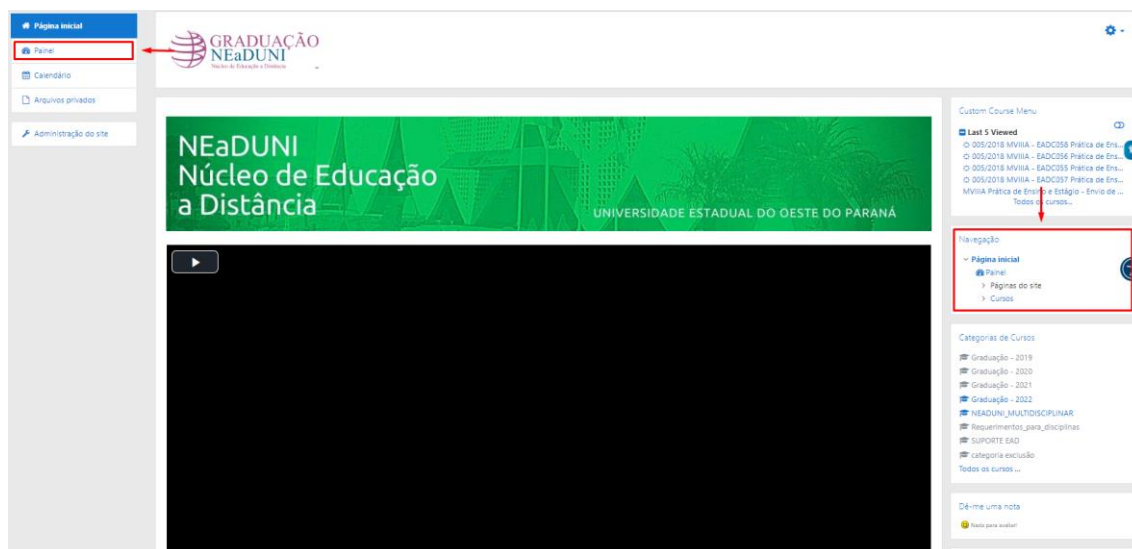 Página inicial
Painel
Calendário
Arquivos privados
Administração do site
GRADUAÇÃO
NEaDUNI
Núcleo de Educação a Distância
NEaDUNI
Núcleo de Educação
a Distância
UNIVERSIDADE ESTADUAL DO OESTE DO PARANÁ
Custom Course Menu
Last 5 Viewed
005/2018 MVIIIA - EADC058 Prática de Ens...
005/2018 MVIIIA - EADC056 Prática de Ens...
005/2018 MVIIIA - EADC055 Prática de Ens...
005/2018 MVIIIA - EADC057 Prática de Ens...
MVIIIA Prática de Ensino e Estágio - Envio de ...
Todos os cursos...
Navegação
Página inicial
Painel
Páginas do site
Cursos
Categorias de Cursos
Graduação - 2019
Graduação - 2020
Graduação - 2021
Graduação - 2022
NEADUNI_MULTIDISCIPLINAR
Requerimentos_para_disciplinas
SUPORTE EAD
categoria exclusão
Todos os cursos ...
Dê-me uma nota
Nada para avaliar!